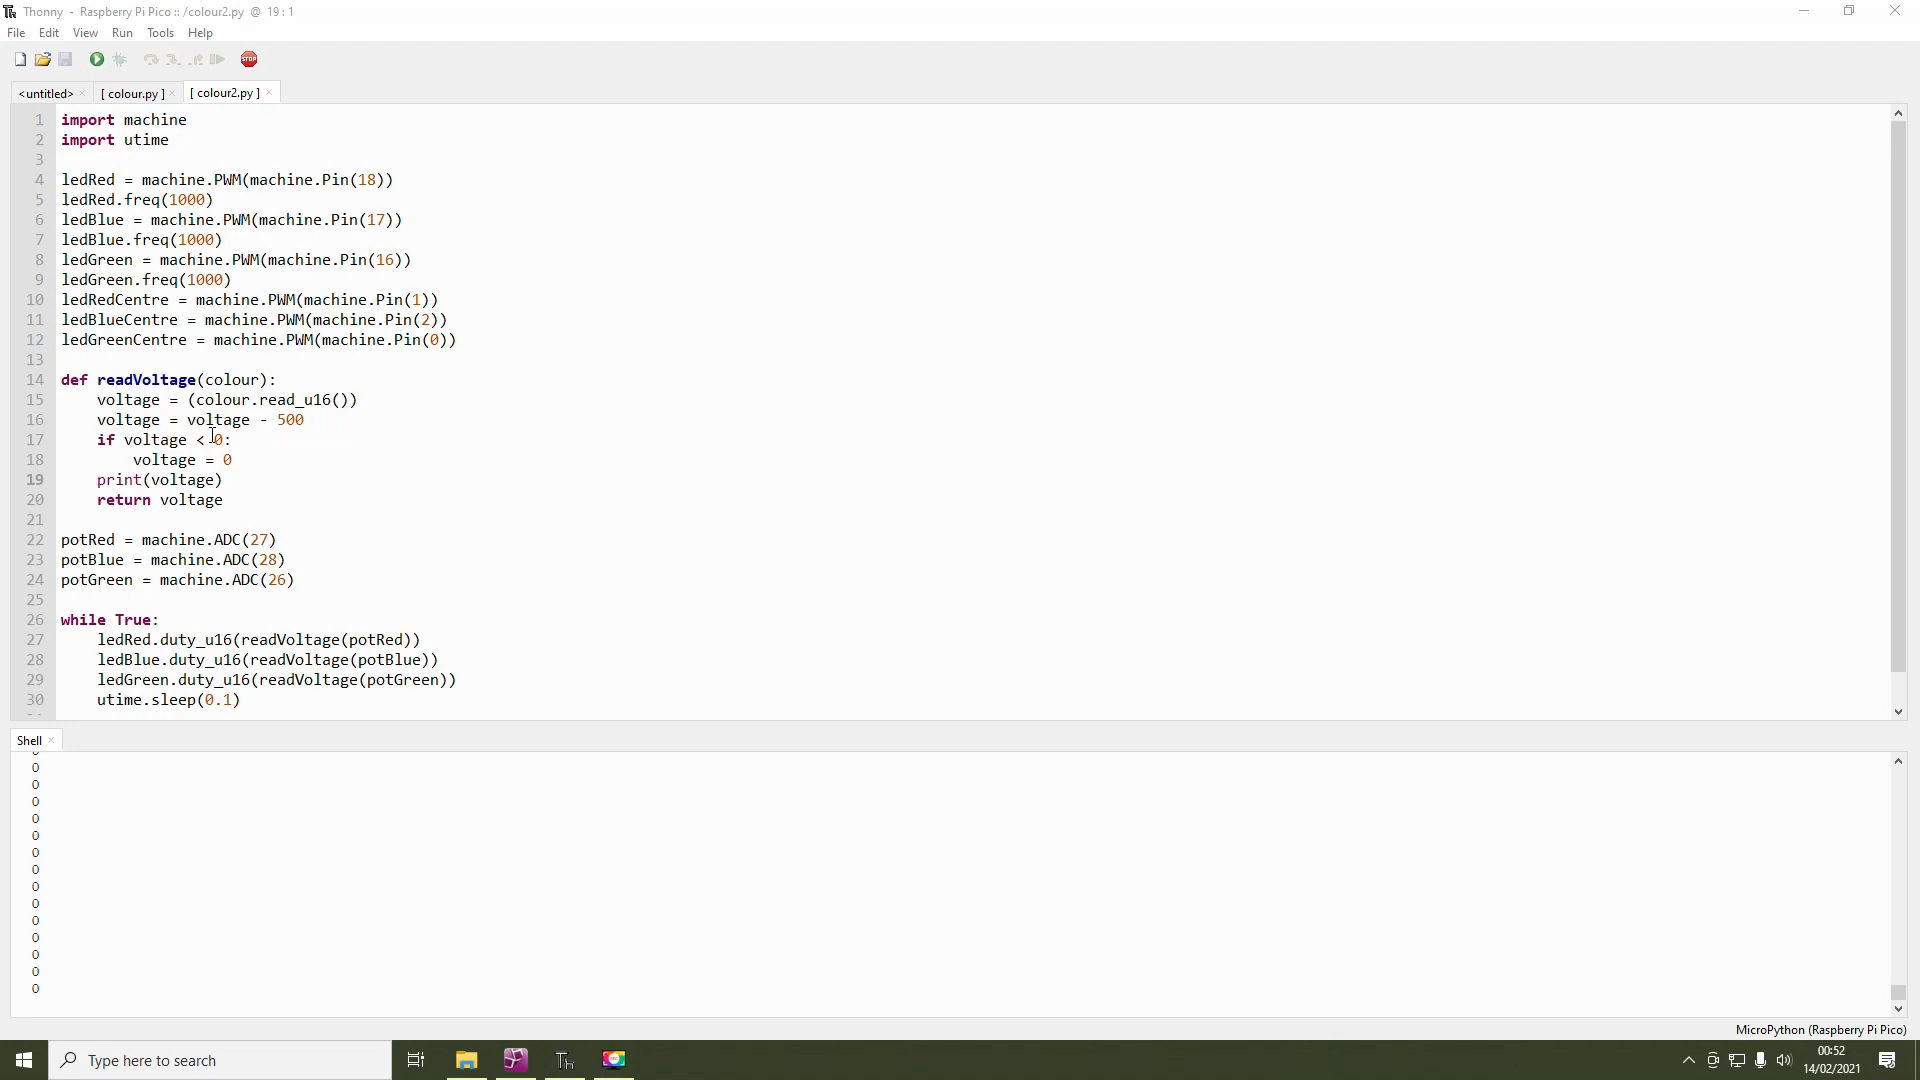 Thonny - Raspberry Pi Pico :: /colour2.py @ 19 : 1
File Edit View Run Tools Help
STOP
<untitled> × [ colour.py ] × [ colour2.py ] ×
1 import machine
2 import utime
3
4 ledRed = machine.PWM(machine.Pin(18))
5 ledRed.freq(1000)
6 ledBlue = machine.PWM(machine.Pin(17))
7 ledBlue.freq(1000)
8 ledGreen = machine.PWM(machine.Pin(16))
9 ledGreen.freq(1000)
10 ledRedCentre = machine.PWM(machine.Pin(1))
11 ledBlueCentre = machine.PWM(machine.Pin(2))
12 ledGreenCentre = machine.PWM(machine.Pin(0))
13
14 def readVoltage(colour):
15     voltage = (colour.read_u16())
16     voltage = voltage - 500
17     if voltage < 0:
18         voltage = 0
19     print(voltage)
20     return voltage
21
22 potRed = machine.ADC(27)
23 potBlue = machine.ADC(28)
24 potGreen = machine.ADC(26)
25
26 while True:
27     ledRed.duty_u16(readVoltage(potRed))
28     ledBlue.duty_u16(readVoltage(potBlue))
29     ledGreen.duty_u16(readVoltage(potGreen))
30     utime.sleep(0.1)
Shell ×
0
0
0
0
0
0
0
0
0
0
0
0
0
0
MicroPython (Raspberry Pi Pico)
Type here to search
Th
00:52
14/02/2021